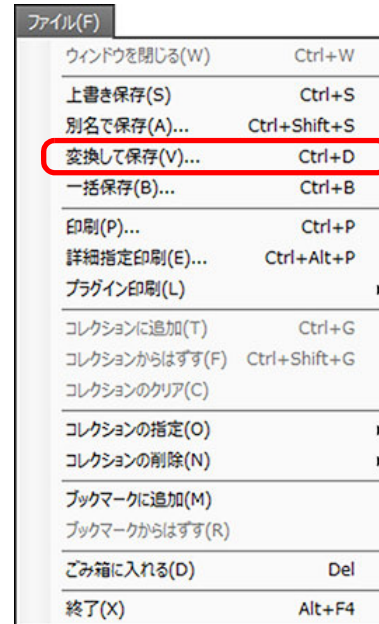 ファイル(F)
ウィンドウを閉じる(W) Ctrl+W
上書き保存(S) Ctrl+S
別名で保存(A)... Ctrl+Shift+S
変換して保存(V)... Ctrl+D
一括保存(B)... Ctrl+B
印刷(P)... Ctrl+P
詳細指定印刷(E)... Ctrl+Alt+P
プラグイン印刷(L)
コレクションに追加(T) Ctrl+G
コレクションからはずす(F) Ctrl+Shift+G
コレクションのクリア(C)
コレクションの指定(O)
コレクションの削除(N)
ブックマークに追加(M)
ブックマークからはずす(R)
ごみ箱に入れる(D) Del
終了(X) Alt+F4